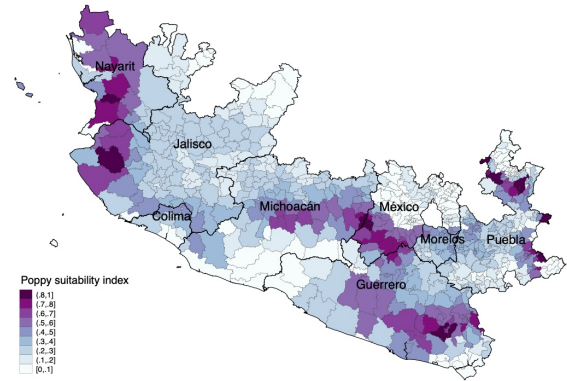 Nayarit
Jalisco
Colima
Michoacán
México
Morelos
Puebla
Guerrero
Poppy suitability index
(.8,1]
(.7,.8]
(.6,.7]
(.5,.6]
(.4,.5]
(.3,.4]
(.2,.3]
(.1,.2]
[0,.1]